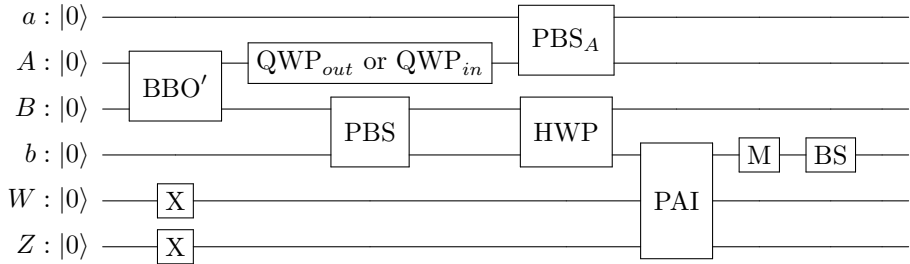 a : |0⟩ PBS_A
A : |0⟩ BBO′ QWP_out or QWP_in
B : |0⟩ PBS HWP
b : |0⟩ PAI M BS
W : |0⟩ X
Z : |0⟩ X